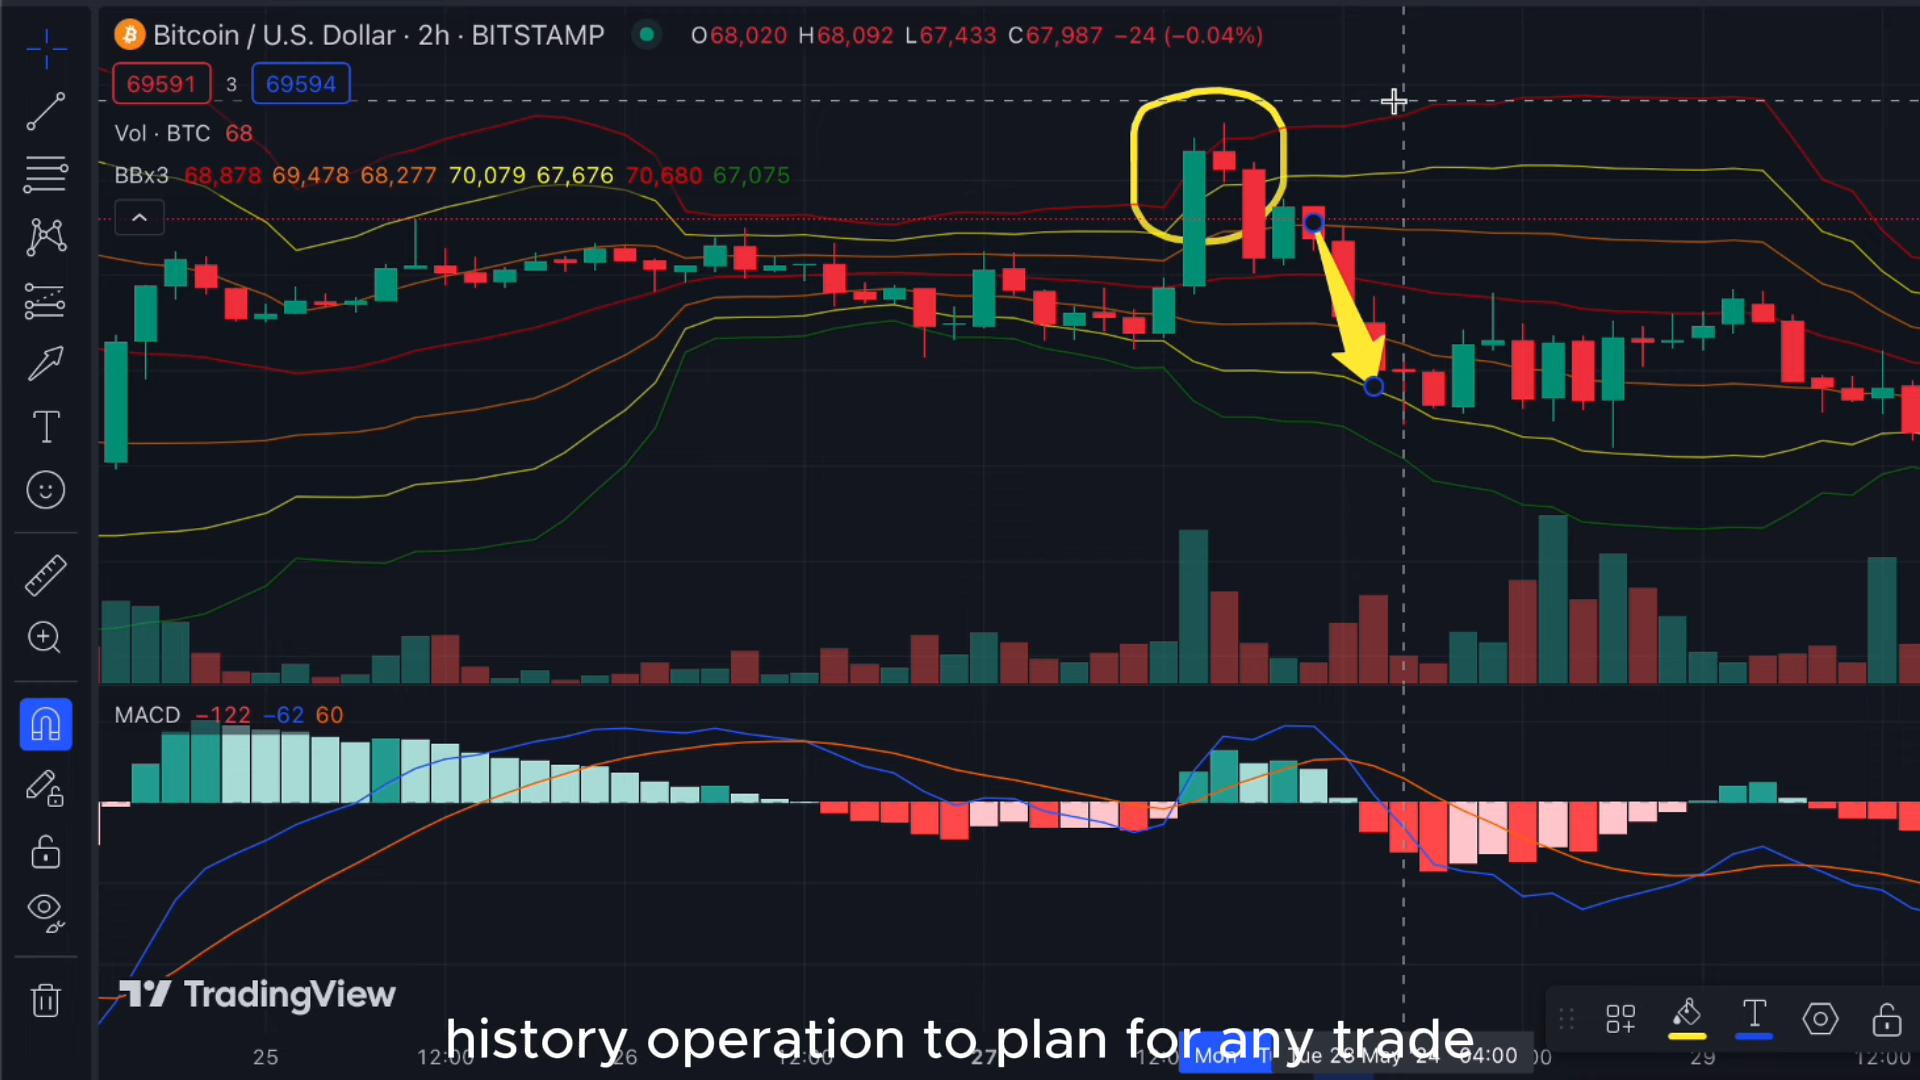 Bitcoin / U.S. Dollar · 2h · BITSTAMP O68,020 H68,092 L67,433 C67,987 −24 (−0.04%)
69591 3 69594
Vol · BTC 68
BBx3 68,878 69,478 68,277 70,079 67,676 70,680 67,075
MACD −122 −62 60
TradingView
history operation to plan for any trade
25 12:00 26 12:00 27 Mon Tue 28 May '24 04:00 29 12:00